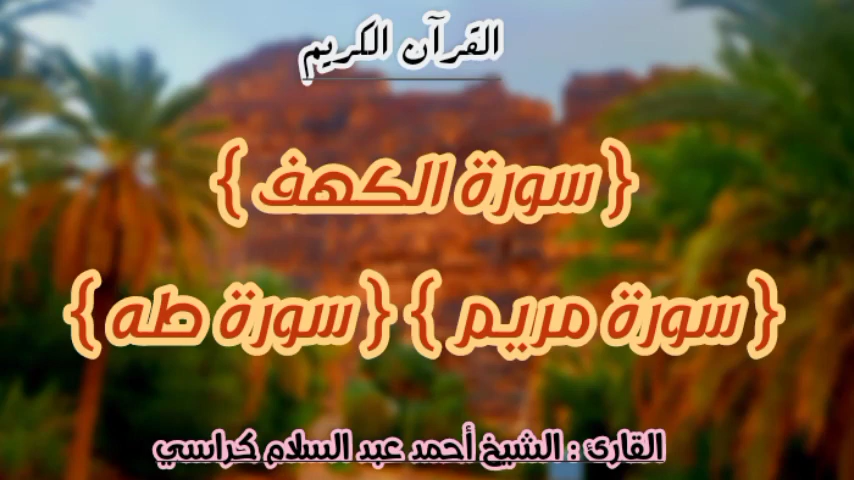 القرآن الكريم
{ سورة الكهف }
{ سورة مريم } { سورة طه }
القارئ : الشيخ أحمد عبد السلام كراسي